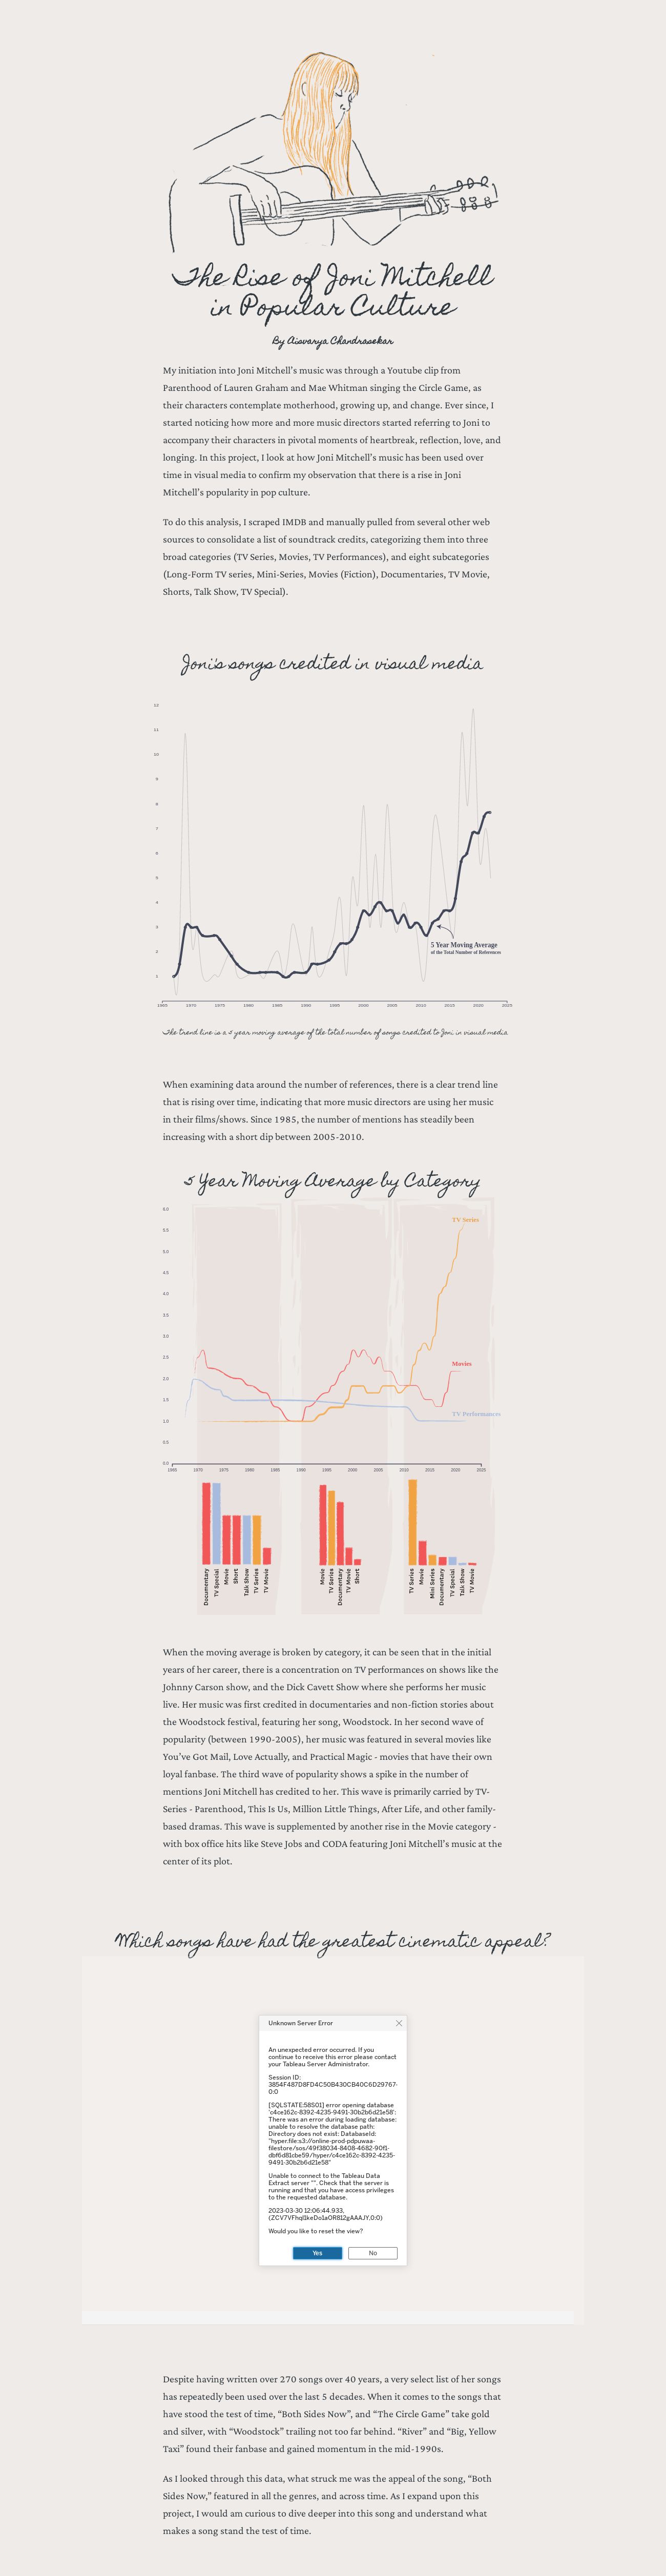 The Rise of Joni Mitchell
in Popular Culture
By Aisvarya Chandrasekar
My initiation into Joni Mitchell's music was through a Youtube clip from
Parenthood of Lauren Graham and Mae Whitman singing the Circle Game, as
their characters contemplate motherhood, growing up, and change. Ever since, I
started noticing how more and more music directors started referring to Joni to
accompany their characters in pivotal moments of heartbreak, reflection, love, and
longing. In this project, I look at how Joni Mitchell's music has been used over
time in visual media to confirm my observation that there is a rise in Joni
Mitchell's popularity in pop culture.
To do this analysis, I scraped IMDB and manually pulled from several other web
sources to consolidate a list of soundtrack credits, categorizing them into three
broad categories (TV Series, Movies, TV Performances), and eight subcategories
(Long-Form TV series, Mini-Series, Movies (Fiction), Documentaries, TV Movie,
Shorts, Talk Show, TV Special).
Joni's songs credited in visual media
12
11
10
9
8
7
6
5
4
3
2
1
5 Year Moving Average
of the Total Number of References
1965 1970 1975 1980 1985 1990 1995 2000 2005 2010 2015 2020 2025
The trend line is a 5 year moving average of the total number of songs credited to Joni in visual media
When examining data around the number of references, there is a clear trend line
that is rising over time, indicating that more music directors are using her music
in their films/shows. Since 1985, the number of mentions has steadily been
increasing with a short dip between 2005-2010.
5 Year Moving Average by Category
6.0
5.5
5.0
4.5
4.0
3.5
3.0
2.5
2.0
1.5
1.0
0.5
0.0
TV Series
Movies
TV Performances
1965 1970 1975 1980 1985 1990 1995 2000 2005 2010 2015 2020 2025
Documentary
TV Special
Movie
Short
Talk Show
TV Series
TV Movie
Movie
TV Series
Documentary
TV Movie
Short
TV Series
Movie
Mini Series
Documentary
TV Special
Talk Show
TV Movie
When the moving average is broken by category, it can be seen that in the initial
years of her career, there is a concentration on TV performances on shows like the
Johnny Carson show, and the Dick Cavett Show where she performs her music
live. Her music was first credited in documentaries and non-fiction stories about
the Woodstock festival, featuring her song, Woodstock. In her second wave of
popularity (between 1990-2005), her music was featured in several movies like
You've Got Mail, Love Actually, and Practical Magic - movies that have their own
loyal fanbase. The third wave of popularity shows a spike in the number of
mentions Joni Mitchell has credited to her. This wave is primarily carried by TV-
Series - Parenthood, This Is Us, Million Little Things, After Life, and other family-
based dramas. This wave is supplemented by another rise in the Movie category -
with box office hits like Steve Jobs and CODA featuring Joni Mitchell's music at the
center of its plot.
Which songs have had the greatest cinematic appeal?
Unknown Server Error
An unexpected error occurred. If you
continue to receive this error please contact
your Tableau Server Administrator.
Session ID:
3854F487D8FD4C50B430CB40C6D29767-
0:0
[SQLSTATE:58S01] error opening database
'c4ce162c-8392-4235-9491-30b2b6d21e58':
There was an error during loading database:
unable to resolve the database path:
Directory does not exist: DatabaseId:
"hyper.file:s3://online-prod-pdpuwaa-
filestore/sos/49f38034-8408-4682-90f1-
dbf6d81cbe59/hyper/c4ce162c-8392-4235-
9491-30b2b6d21e58"
Unable to connect to the Tableau Data
Extract server "". Check that the server is
running and that you have access privileges
to the requested database.
2023-03-30 12:06:44.933,
(ZCV7VFhql3keDo1aOR812gAAAJY,0:0)
Would you like to reset the view?
Yes No
Despite having written over 270 songs over 40 years, a very select list of her songs
has repeatedly been used over the last 5 decades. When it comes to the songs that
have stood the test of time, “Both Sides Now”, and “The Circle Game” take gold
and silver, with “Woodstock” trailing not too far behind. “River” and “Big, Yellow
Taxi” found their fanbase and gained momentum in the mid-1990s.
As I looked through this data, what struck me was the appeal of the song, “Both
Sides Now,” featured in all the genres, and across time. As I expand upon this
project, I would am curious to dive deeper into this song and understand what
makes a song stand the test of time.